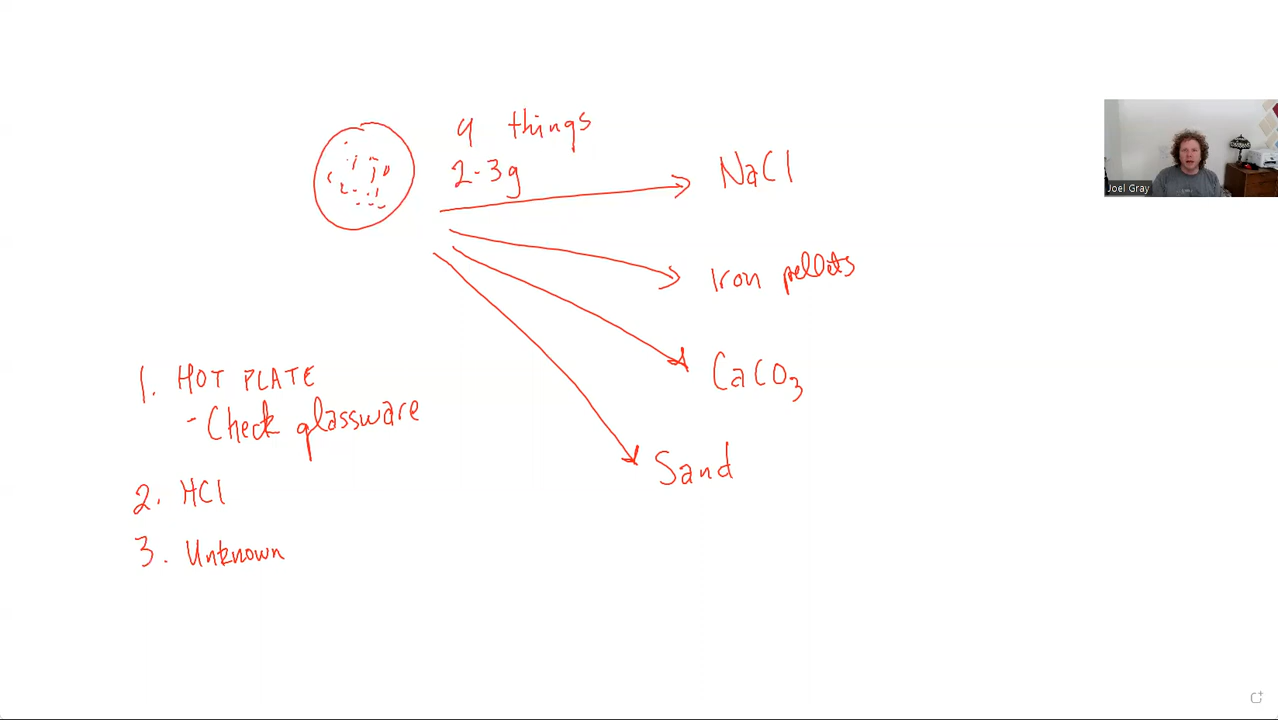 4 things
2-3g
NaCl
Iron pellets
CaCO3
Sand
1. HOT PLATE
- Check glassware
2. HCl
3. Unknown
Joel Gray